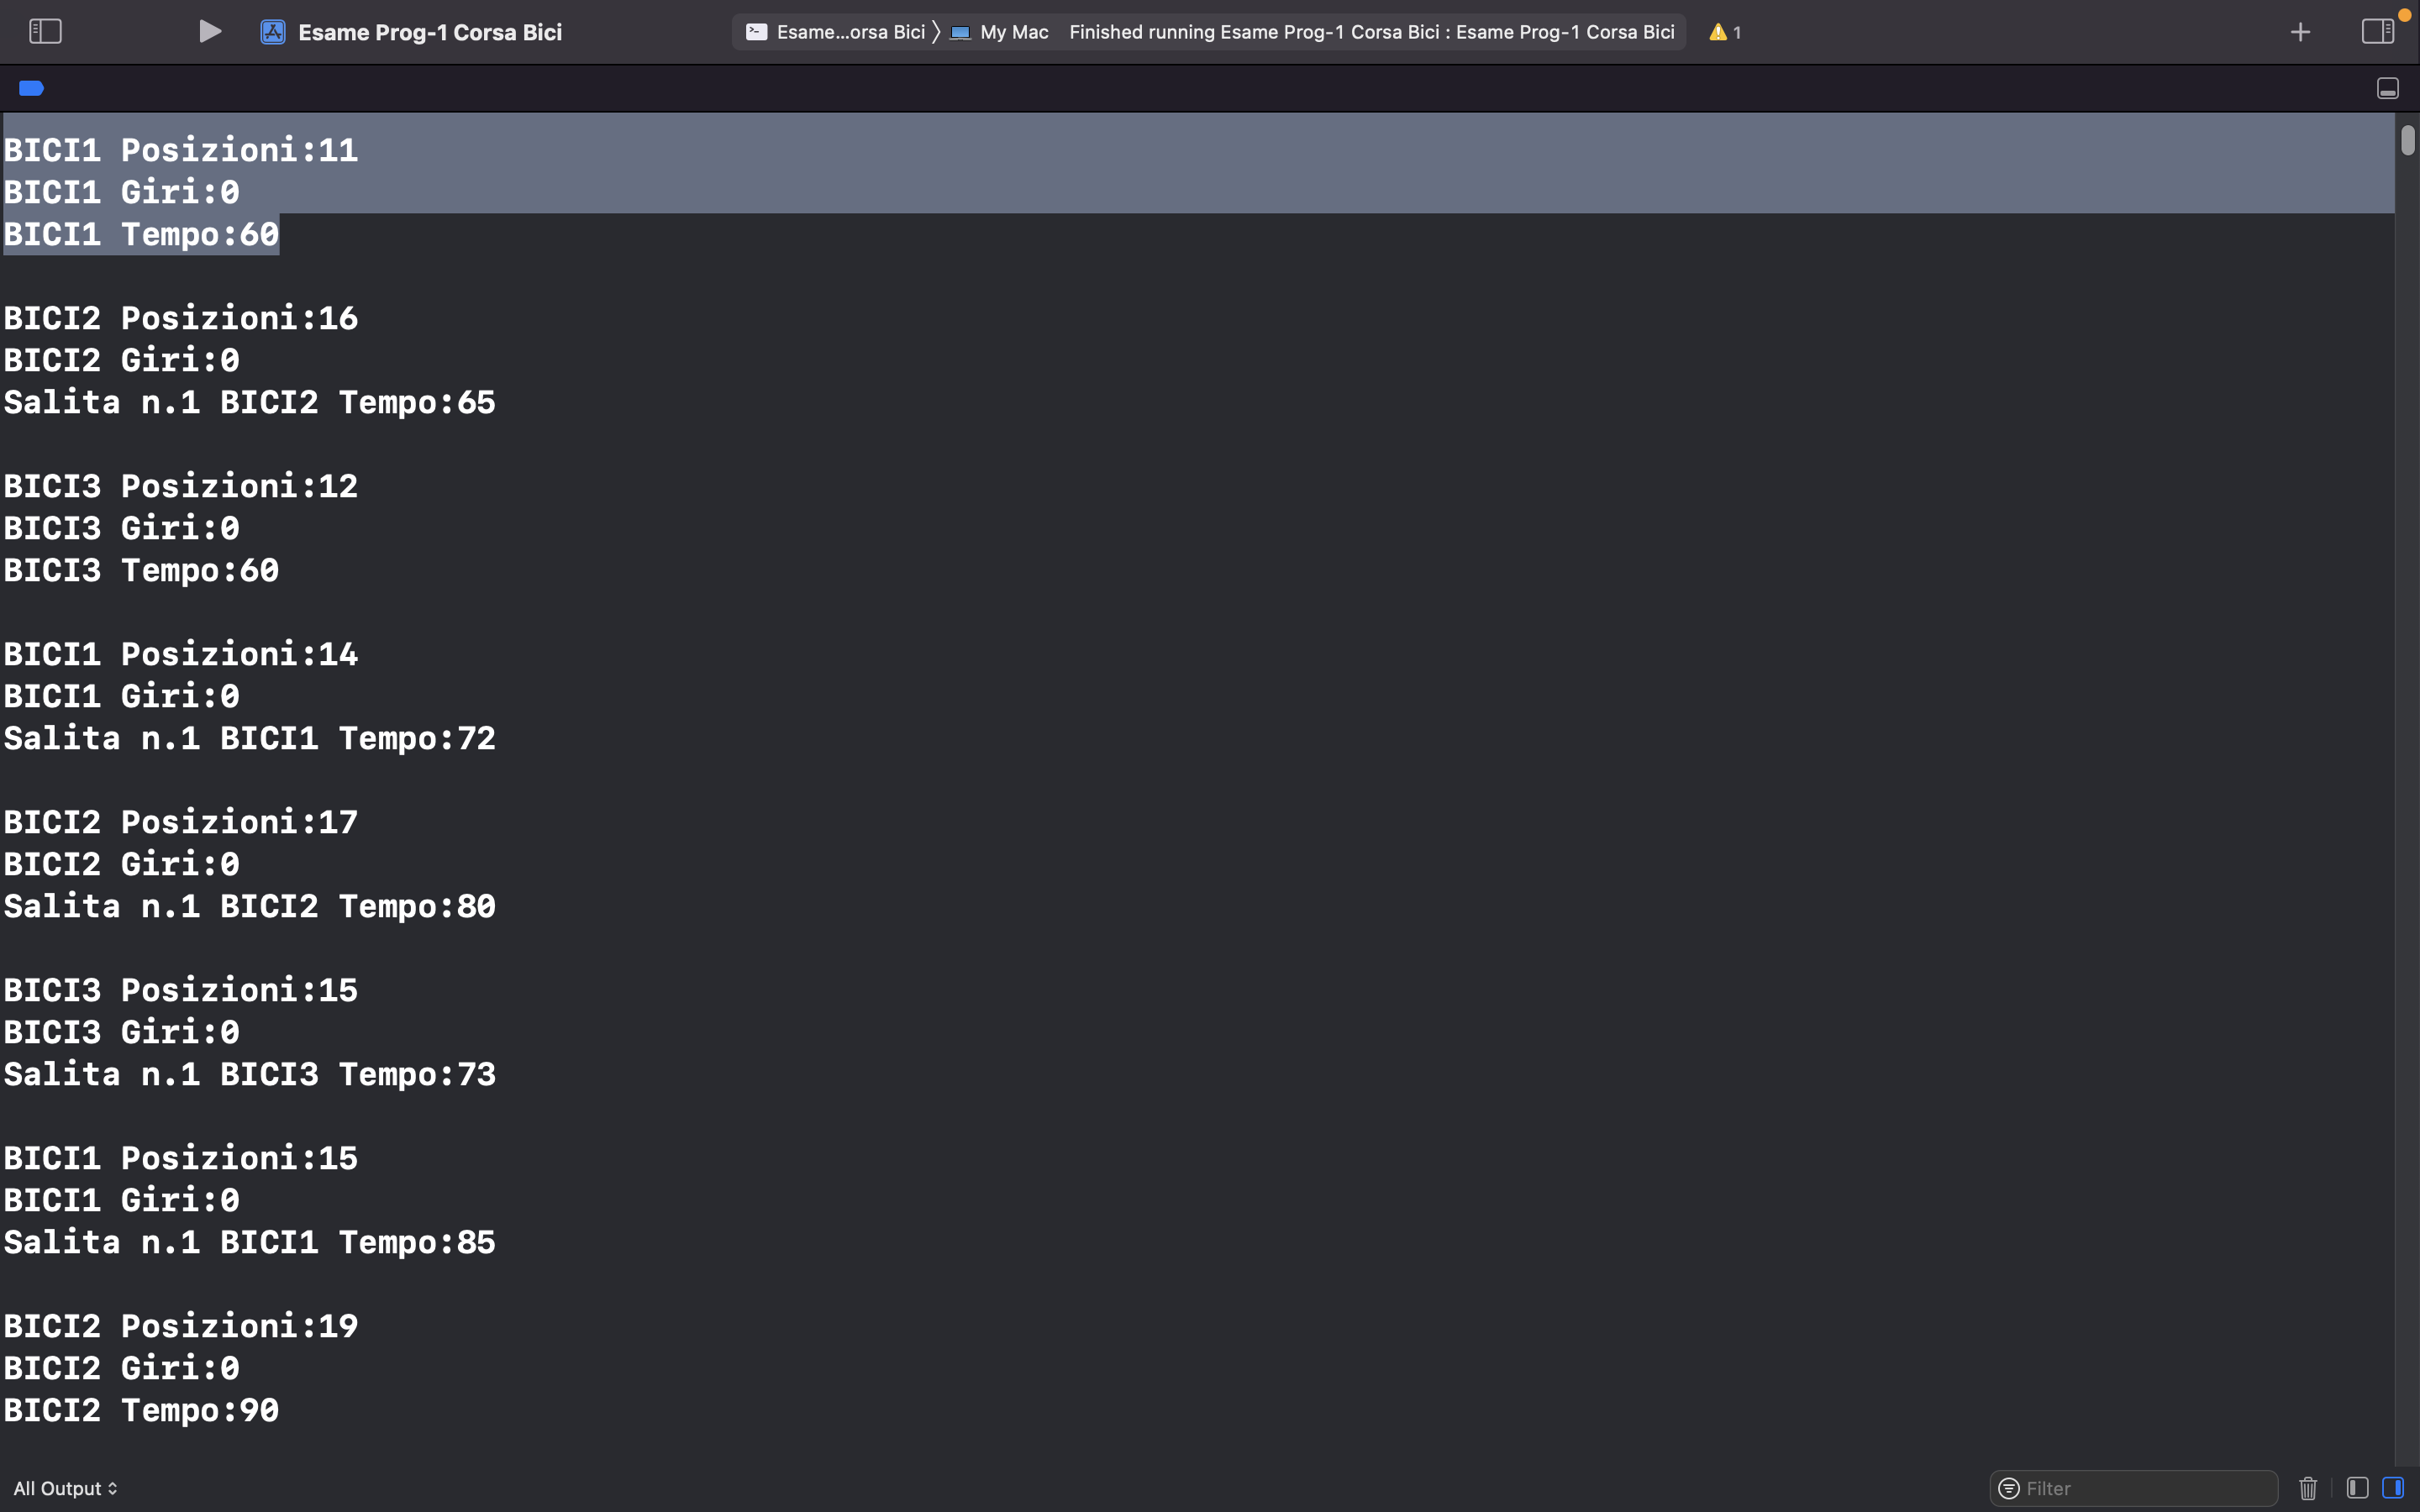 Esame Prog-1 Corsa Bici
Esame...orsa Bici 〉 My Mac Finished running Esame Prog-1 Corsa Bici : Esame Prog-1 Corsa Bici 1
BICI1 Posizioni:11
BICI1 Giri:0
BICI1 Tempo:60
BICI2 Posizioni:16
BICI2 Giri:0
Salita n.1 BICI2 Tempo:65
BICI3 Posizioni:12
BICI3 Giri:0
BICI3 Tempo:60
BICI1 Posizioni:14
BICI1 Giri:0
Salita n.1 BICI1 Tempo:72
BICI2 Posizioni:17
BICI2 Giri:0
Salita n.1 BICI2 Tempo:80
BICI3 Posizioni:15
BICI3 Giri:0
Salita n.1 BICI3 Tempo:73
BICI1 Posizioni:15
BICI1 Giri:0
Salita n.1 BICI1 Tempo:85
BICI2 Posizioni:19
BICI2 Giri:0
BICI2 Tempo:90
All Output
Filter